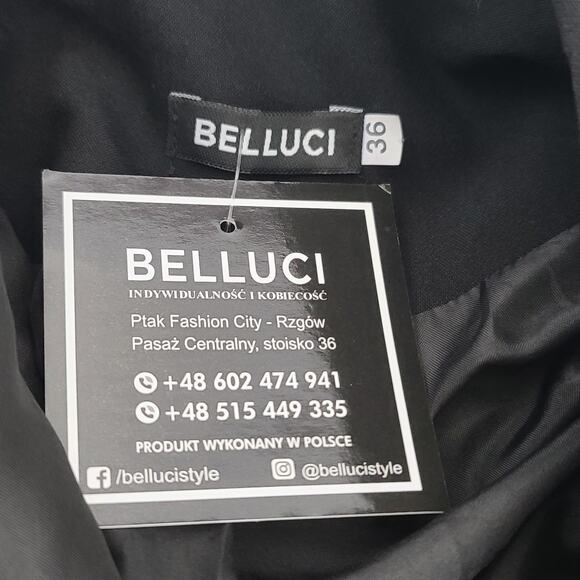 BELLUCI
36
BELLUCI
INDYWIDUALNOŚĆ I KOBIECOŚĆ
Ptak Fashion City - Rzgów
Pasaż Centralny, stoisko 36
+48 602 474 941
+48 515 449 335
PRODUKT WYKONANY W POLSCE
/bellucistyle
@bellucistyle